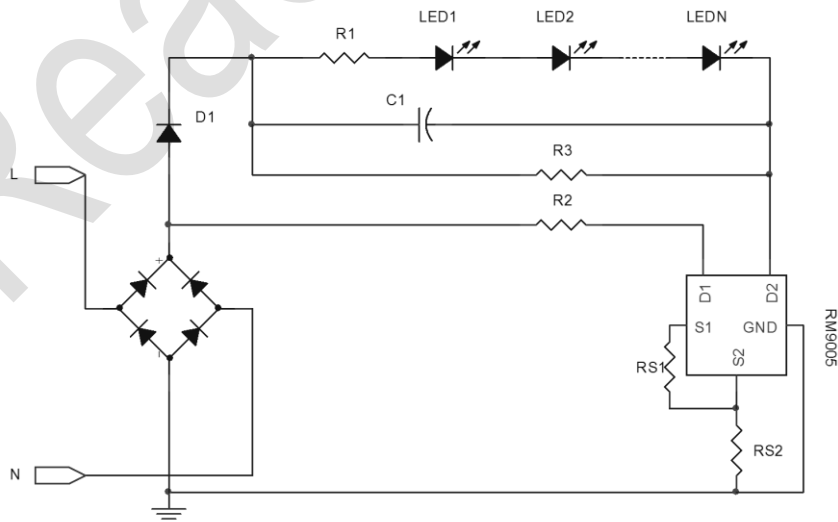 LED1 LED2 LEDN
R1
C1
D1
R3
L
R2
+
D1 D2
S1 GND
RM9005
S2
RS1
RS2
N